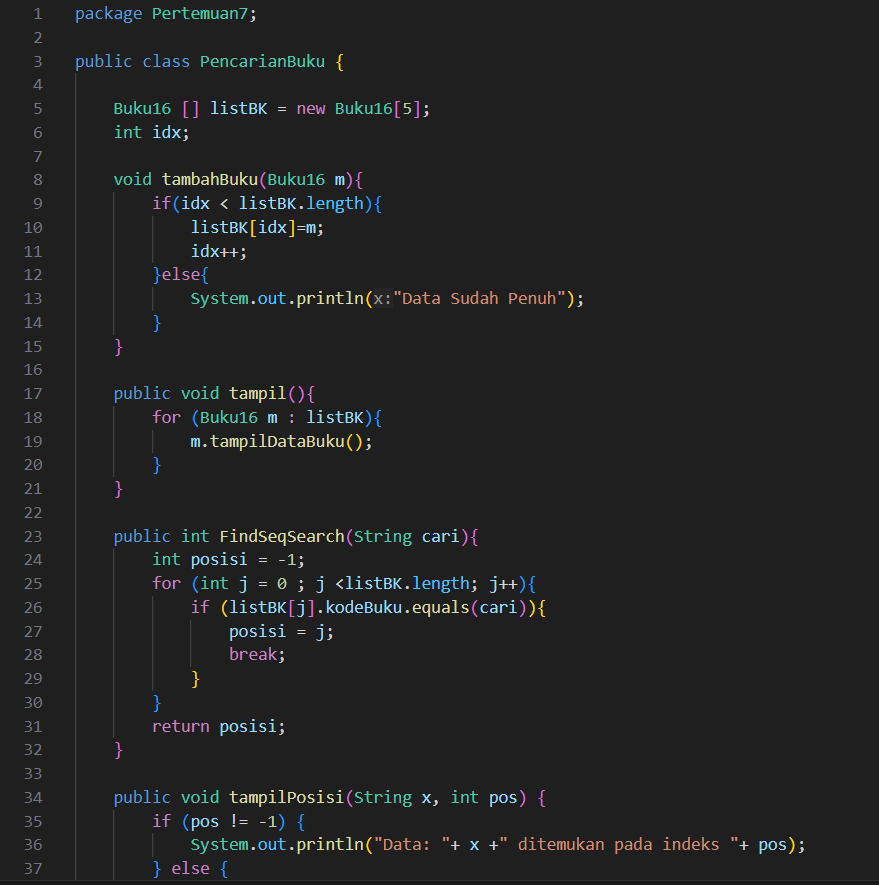 1 package Pertemuan7;
2
3 public class PencarianBuku {
4
5 Buku16 [] listBK = new Buku16[5];
6 int idx;
7
8 void tambahBuku(Buku16 m){
9 if(idx < listBK.length){
10 listBK[idx]=m;
11 idx++;
12 }else{
13 System.out.println(x:"Data Sudah Penuh");
14 }
15 }
16
17 public void tampil(){
18 for (Buku16 m : listBK){
19 m.tampilDataBuku();
20 }
21 }
22
23 public int FindSeqSearch(String cari){
24 int posisi = -1;
25 for (int j = 0 ; j <listBK.length; j++){
26 if (listBK[j].kodeBuku.equals(cari)){
27 posisi = j;
28 break;
29 }
30 }
31 return posisi;
32 }
33
34 public void tampilPosisi(String x, int pos) {
35 if (pos != -1) {
36 System.out.println("Data: "+ x +" ditemukan pada indeks "+ pos);
37 } else {